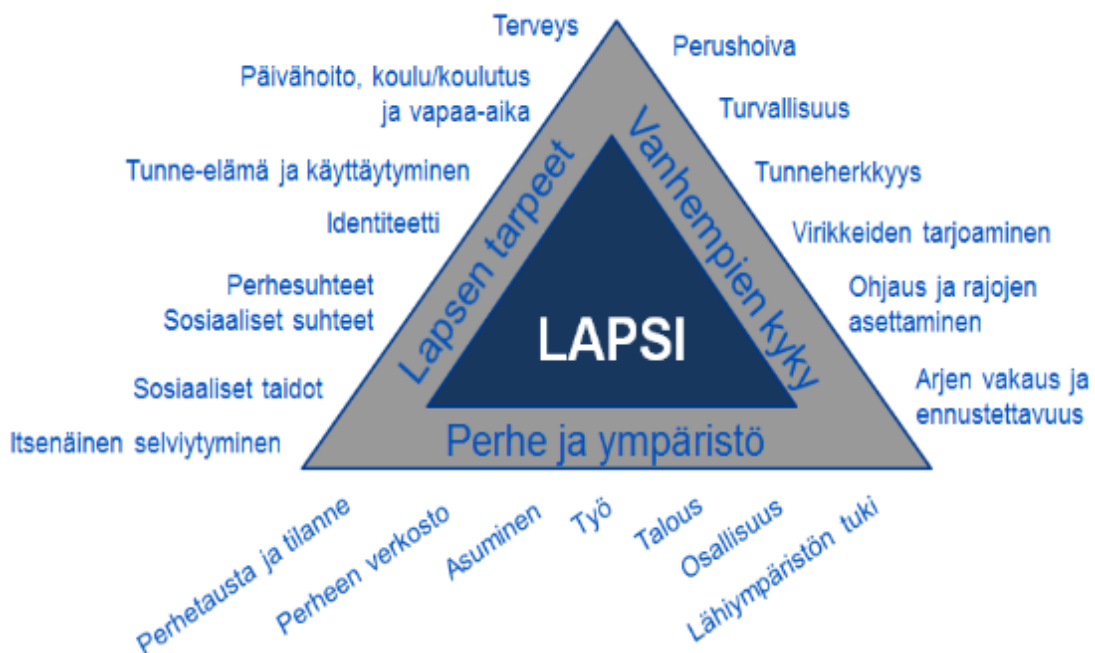 Terveys
Päivähoito, koulu/koulutus
ja vapaa-aika
Tunne-elämä ja käyttäytyminen
Identiteetti
Perhesuhteet
Sosiaaliset suhteet
Sosiaaliset taidot
Itsenäinen selviytyminen
Lapsen tarpeet
Vanhempien kyky
LAPSI
Perhe ja ympäristö
Perushoiva
Turvallisuus
Tunneherkkyys
Virikkeiden tarjoaminen
Ohjaus ja rajojen
asettaminen
Arjen vakaus ja
ennustettavuus
Perhetausta ja tilanne
Perheen verkosto
Asuminen
Työ
Talous
Osallisuus
Lähiympäristön tuki